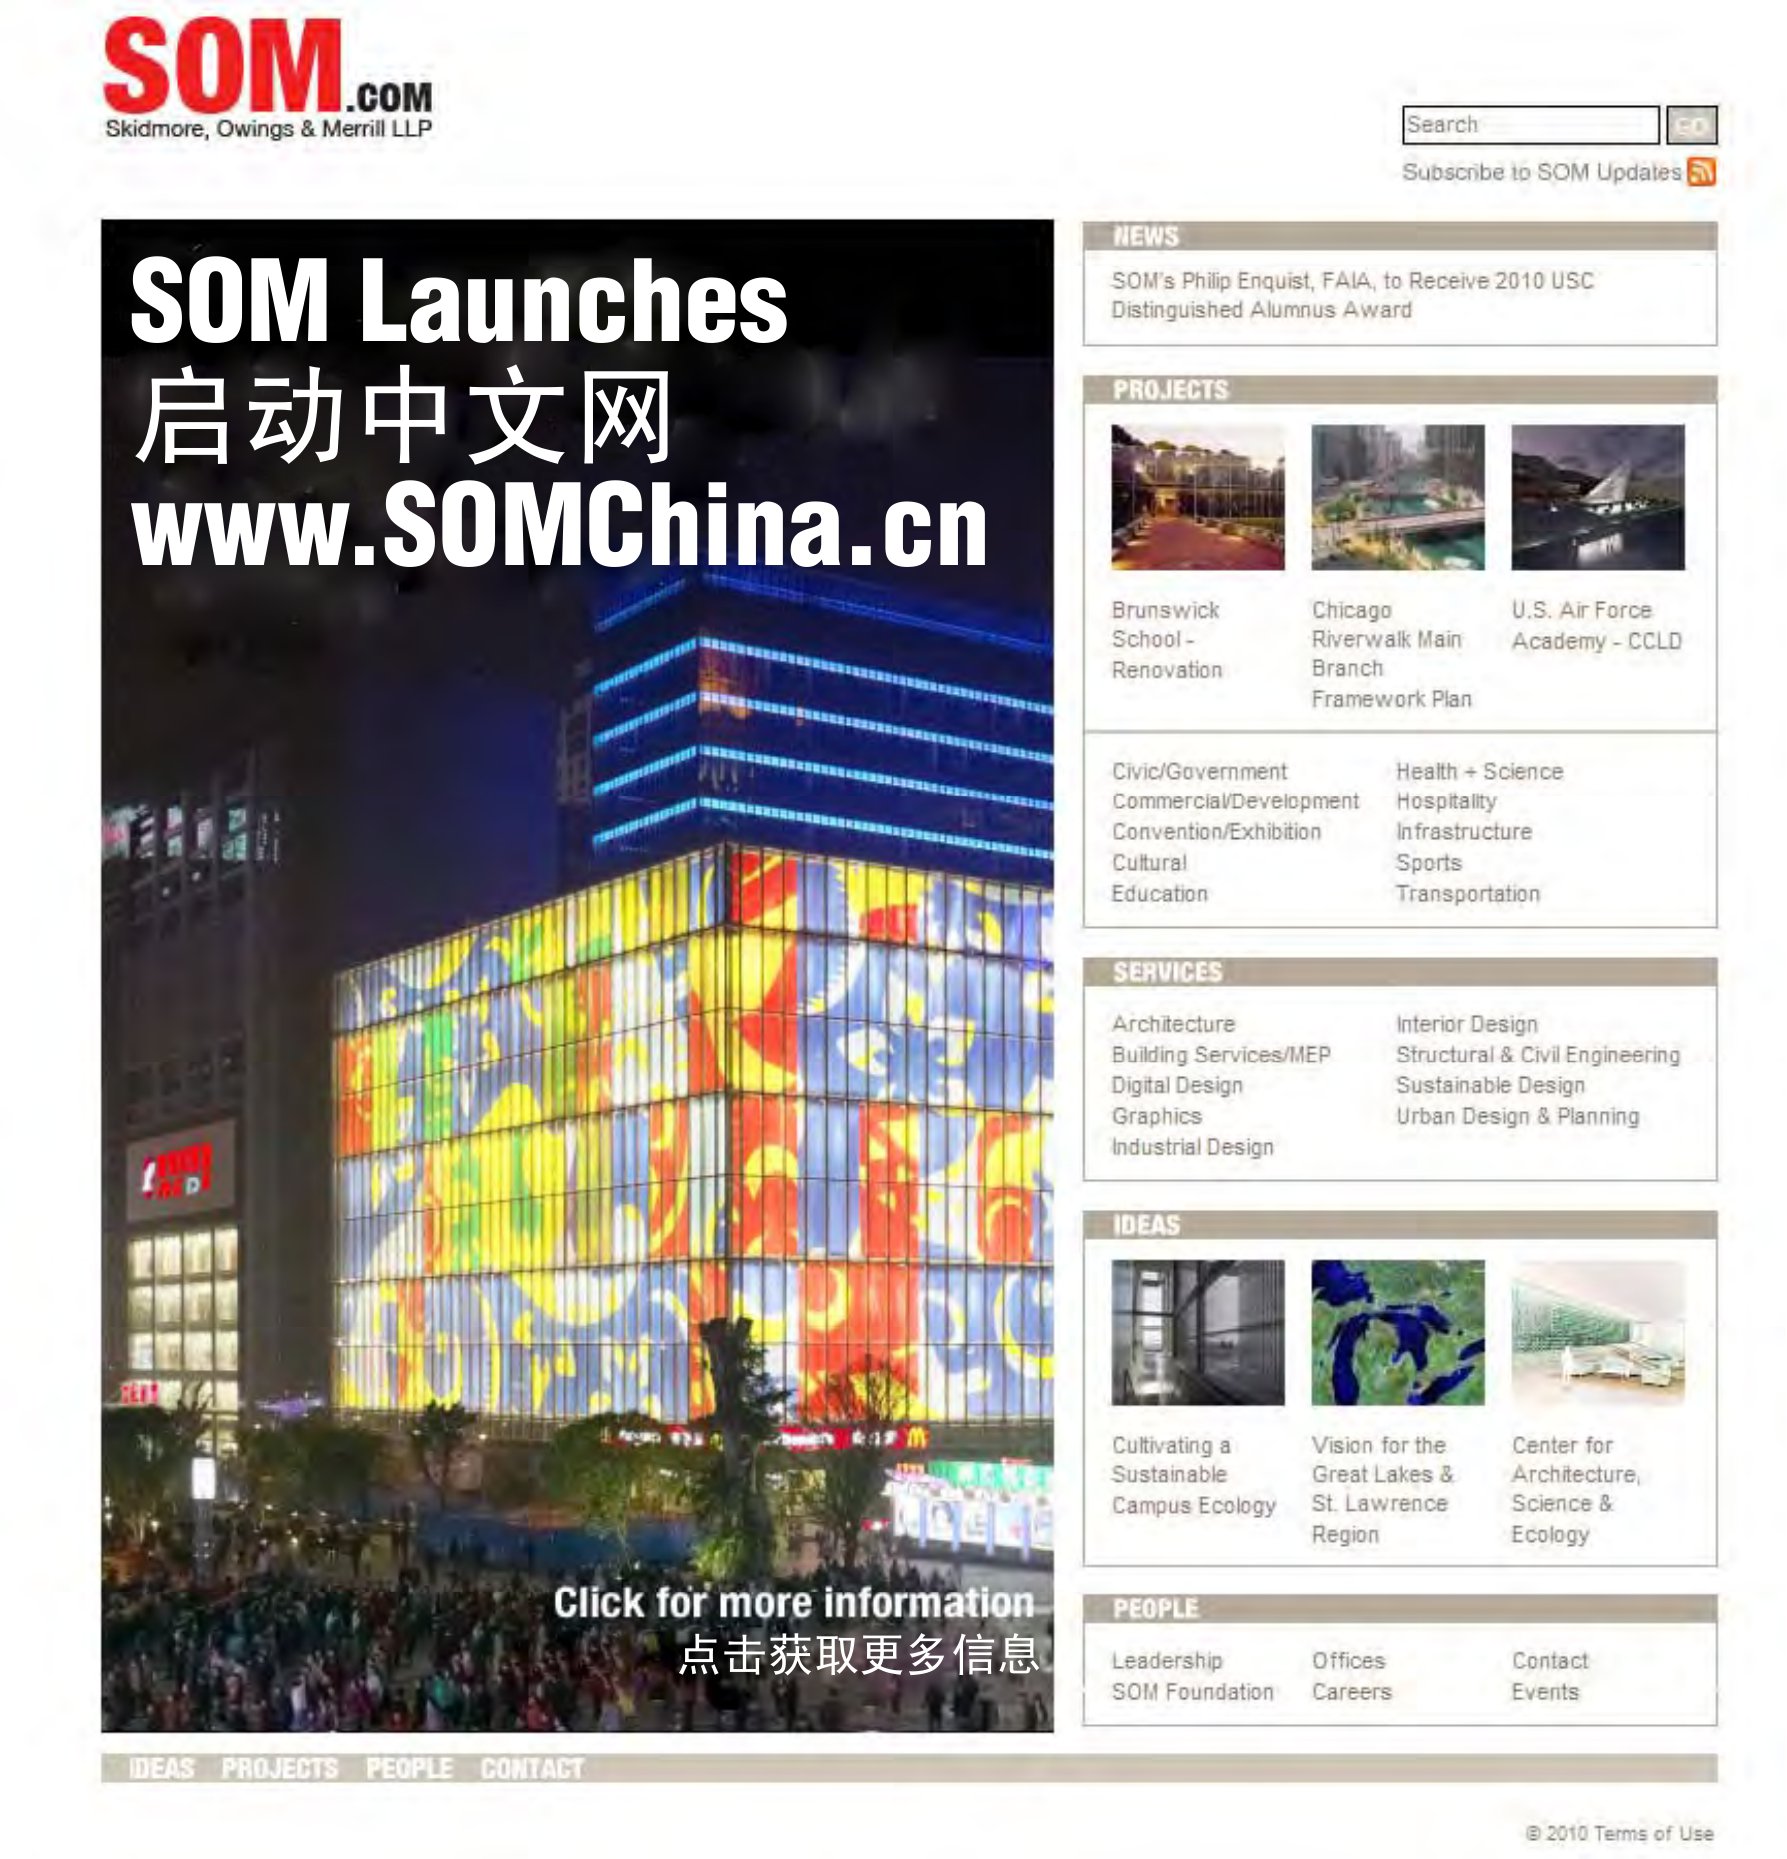 SOM.COM
Skidmore, Owings & Merrill LLP
Search
GO
Subscribe to SOM Updates
SOM Launches
启动中文网
www.SOMChina.cn
Click for more information
点击获取更多信息
NEWS
SOM's Philip Enquist, FAIA, to Receive 2010 USC
Distinguished Alumnus Award
PROJECTS
Brunswick
School -
Renovation
Chicago
Riverwalk Main
Branch
Framework Plan
U.S. Air Force
Academy - CCLD
Civic/Government
Commercial/Development
Convention/Exhibition
Cultural
Education
Health + Science
Hospitality
Infrastructure
Sports
Transportation
SERVICES
Architecture
Building Services/MEP
Digital Design
Graphics
Industrial Design
Interior Design
Structural & Civil Engineering
Sustainable Design
Urban Design & Planning
IDEAS
Cultivating a
Sustainable
Campus Ecology
Vision for the
Great Lakes &
St. Lawrence
Region
Center for
Architecture,
Science &
Ecology
PEOPLE
Leadership
SOM Foundation
Offices
Careers
Contact
Events
IDEAS PROJECTS PEOPLE CONTACT
© 2010 Terms of Use